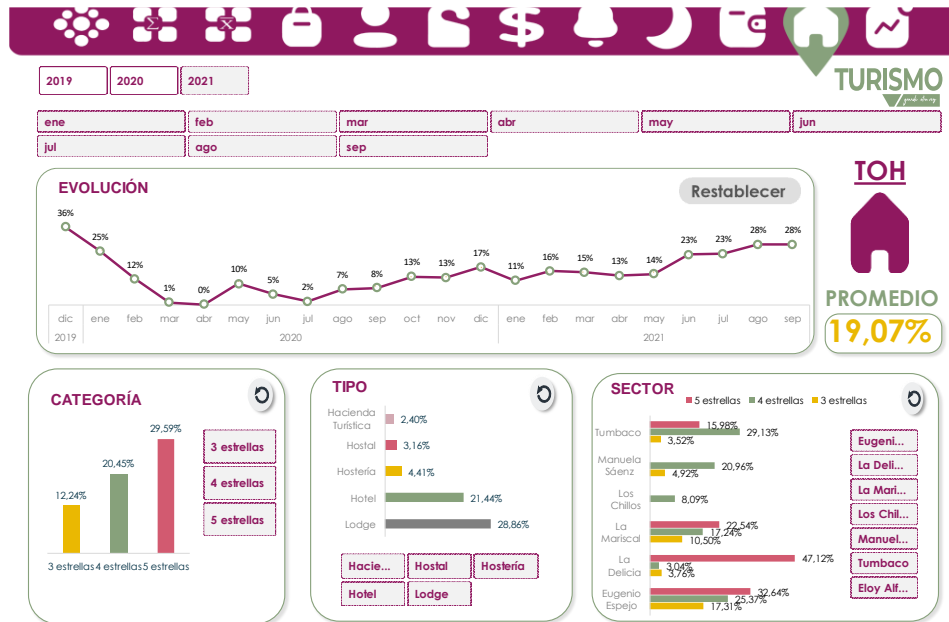 2019 2020 2021
TURISMO
ene feb mar abr may jun
jul ago sep
EVOLUCIÓN
Restablecer
36% 25% 12% 1% 0% 10% 5% 2% 7% 8% 13% 13% 17% 11% 16% 15% 13% 14% 23% 23% 28% 28%
dic ene feb mar abr may jun jul ago sep oct nov dic ene feb mar abr may jun jul ago sep
2019 2020 2021
TOH
PROMEDIO
19,07%
CATEGORÍA
29,59%
20,45%
12,24%
3 estrellas 4 estrellas 5 estrellas
3 estrellas
4 estrellas
5 estrellas
TIPO
Hacienda
Turística
2,40%
Hostal 3,16%
Hostería 4,41%
Hotel 21,44%
Lodge 28,86%
Hacie... Hostal Hostería
Hotel Lodge
SECTOR
5 estrellas 4 estrellas 3 estrellas
Tumbaco
15,98%
29,13%
3,52%
Manuela
Sáenz
20,96%
4,92%
Los
Chillos
8,09%
La
Mariscal
22,54%
17,24%
10,50%
La
Delicia
47,12%
3,04%
3,76%
Eugenio
Espejo
32,64%
25,37%
17,31%
Eugeni...
La Deli...
La Mari...
Los Chil...
Manuel...
Tumbaco
Eloy Alf...